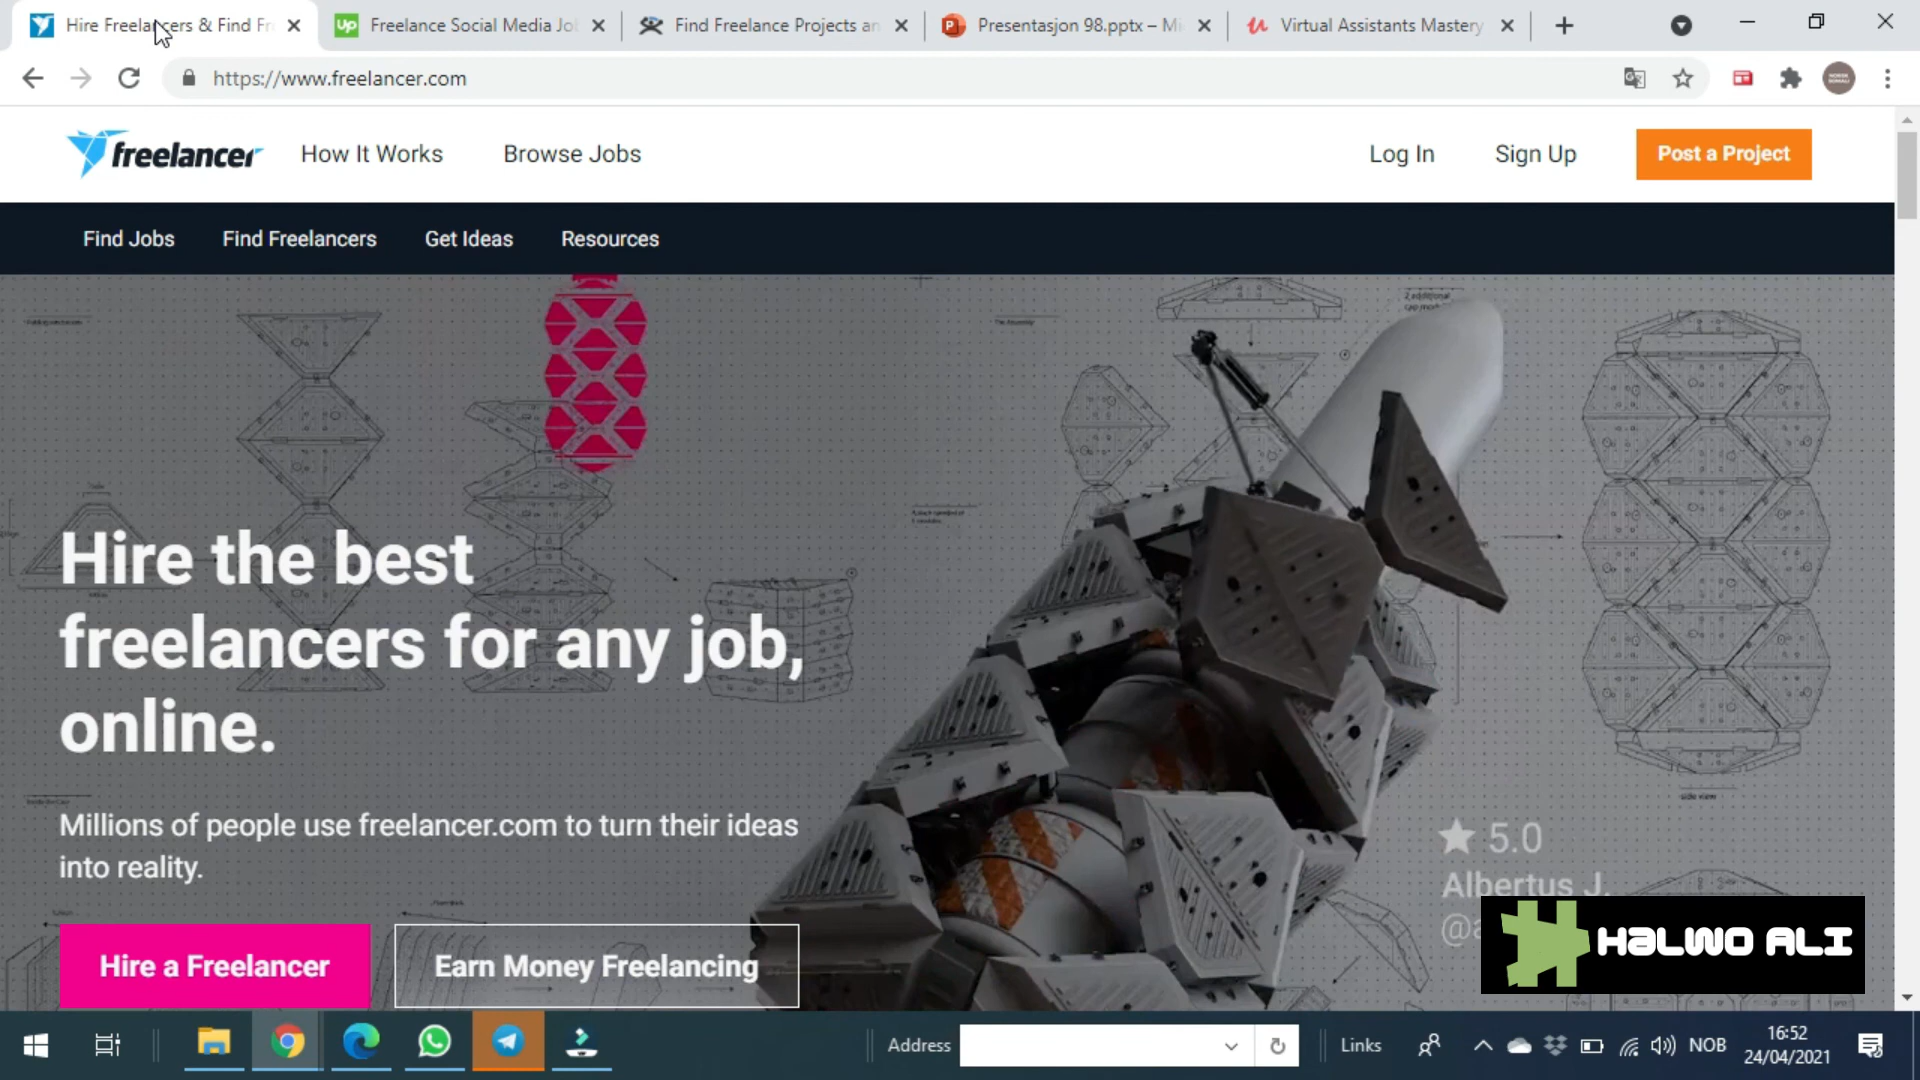 Hire Freelancers & Find Fr
Freelance Social Media Jo
Find Freelance Projects an
Presentasjon 98.pptx – Mi
Virtual Assistants Mastery
https://www.freelancer.com
freelancer
How It Works
Browse Jobs
Log In
Sign Up
Post a Project
Find Jobs
Find Freelancers
Get Ideas
Resources
Hire the best
freelancers for any job,
online.
Millions of people use freelancer.com to turn their ideas
into reality.
Hire a Freelancer
Earn Money Freelancing
side view
5.0
Albertus J.
HALWO ALI
Address
Links
NOB
16:52
24/04/2021